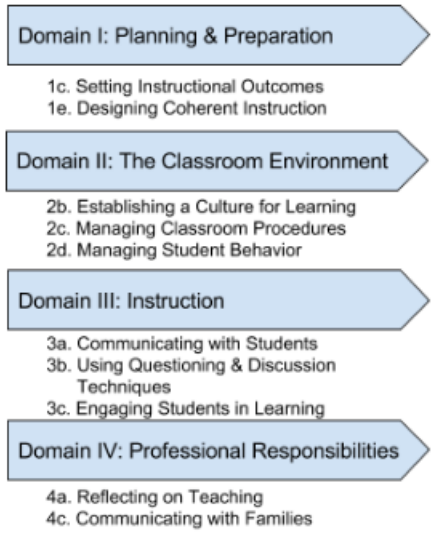 Domain I: Planning & Preparation
1c. Setting Instructional Outcomes
1e. Designing Coherent Instruction
Domain II: The Classroom Environment
2b. Establishing a Culture for Learning
2c. Managing Classroom Procedures
2d. Managing Student Behavior
Domain III: Instruction
3a. Communicating with Students
3b. Using Questioning & Discussion
Techniques
3c. Engaging Students in Learning
Domain IV: Professional Responsibilities
4a. Reflecting on Teaching
4c. Communicating with Families